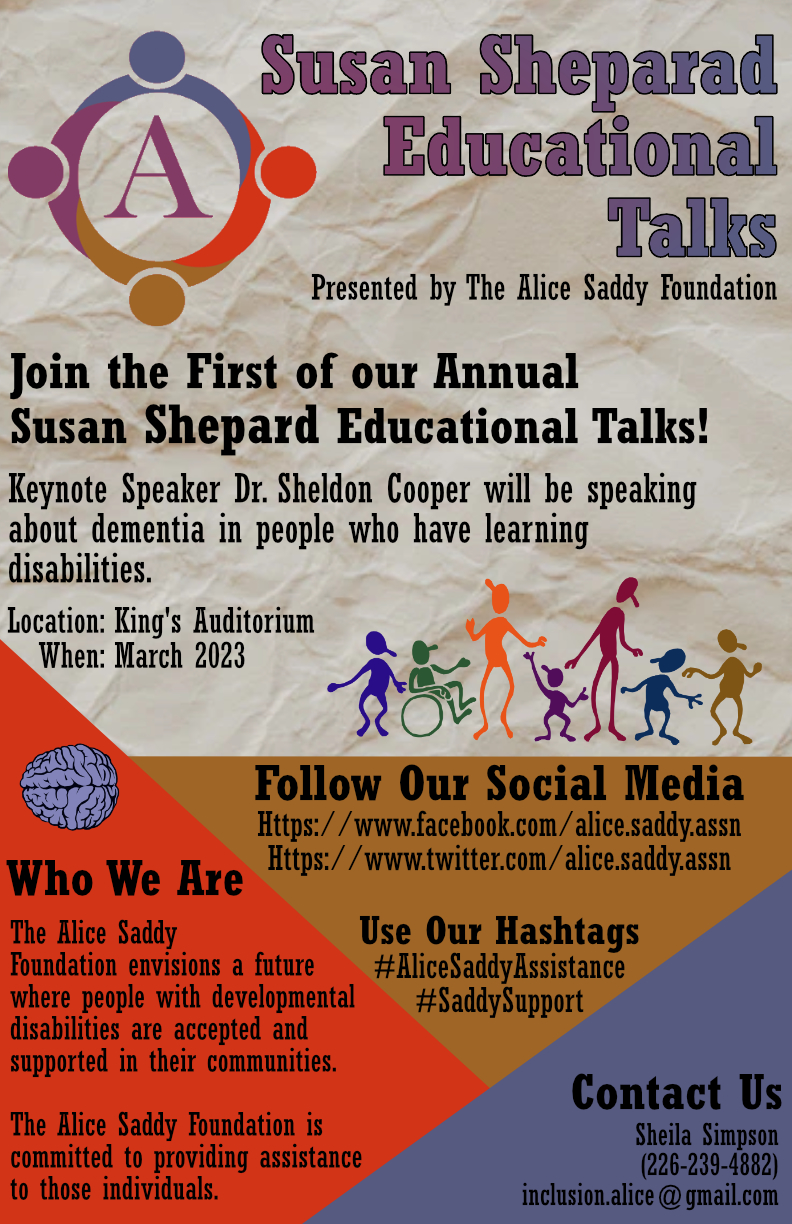 A
Susan Sheparad
Educational
Talks
Presented by The Alice Saddy Foundation
Join the First of our Annual
Susan Shepard Educational Talks!
Keynote Speaker Dr. Sheldon Cooper will be speaking
about dementia in people who have learning
disabilities.
Location: King's Auditorium
When: March 2023
Follow Our Social Media
Https://www.facebook.com/alice.saddy.assn
Https://www.twitter.com/alice.saddy.assn
Who We Are
The Alice Saddy
Foundation envisions a future
where people with developmental
disabilities are accepted and
supported in their communities.
The Alice Saddy Foundation is
committed to providing assistance
to those individuals.
Use Our Hashtags
#AliceSaddyAssistance
#SaddySupport
Contact Us
Sheila Simpson
(226-239-4882)
inclusion.alice@gmail.com